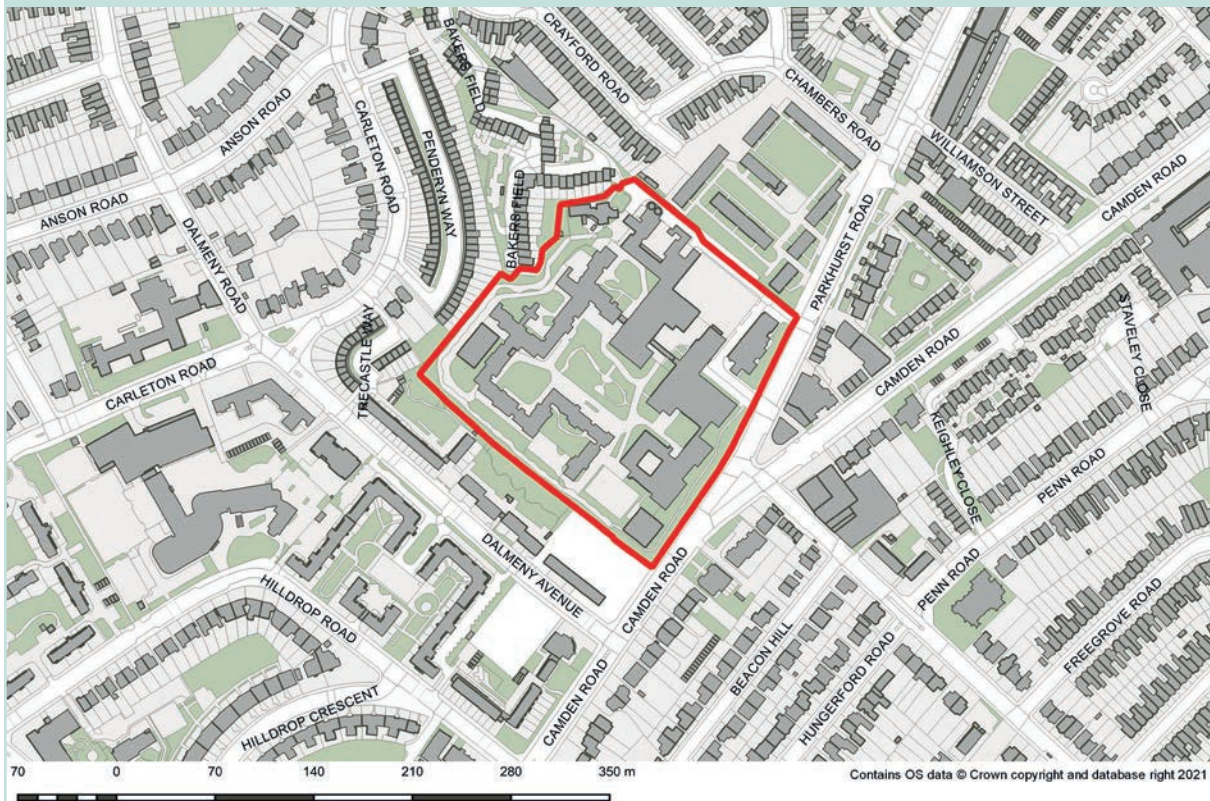 BAKERS FIELD
CRAYFORD ROAD
CHAMBERS ROAD
ANSON ROAD
CARLETON ROAD
PENDERYN WAY
WILLIAMSON STREET
CAMDEN ROAD
ANSON ROAD
DALMENY ROAD
BAKERS FIELD
PARKHURST ROAD
STAVELEY CLOSE
TRECASTLE WAY
CARLETON ROAD
CAMDEN ROAD
KEIGHLEY CLOSE
PENN ROAD
HILLDROP ROAD
DALMENY AVENUE
CAMDEN ROAD
PENN ROAD
FREEGROVE ROAD
BEACON HILL
HUNGERFORD ROAD
HILLDROP CRESCENT
CAMDEN ROAD
70 0 70 140 210 280 350 m
Contains OS data © Crown copyright and database right 2021